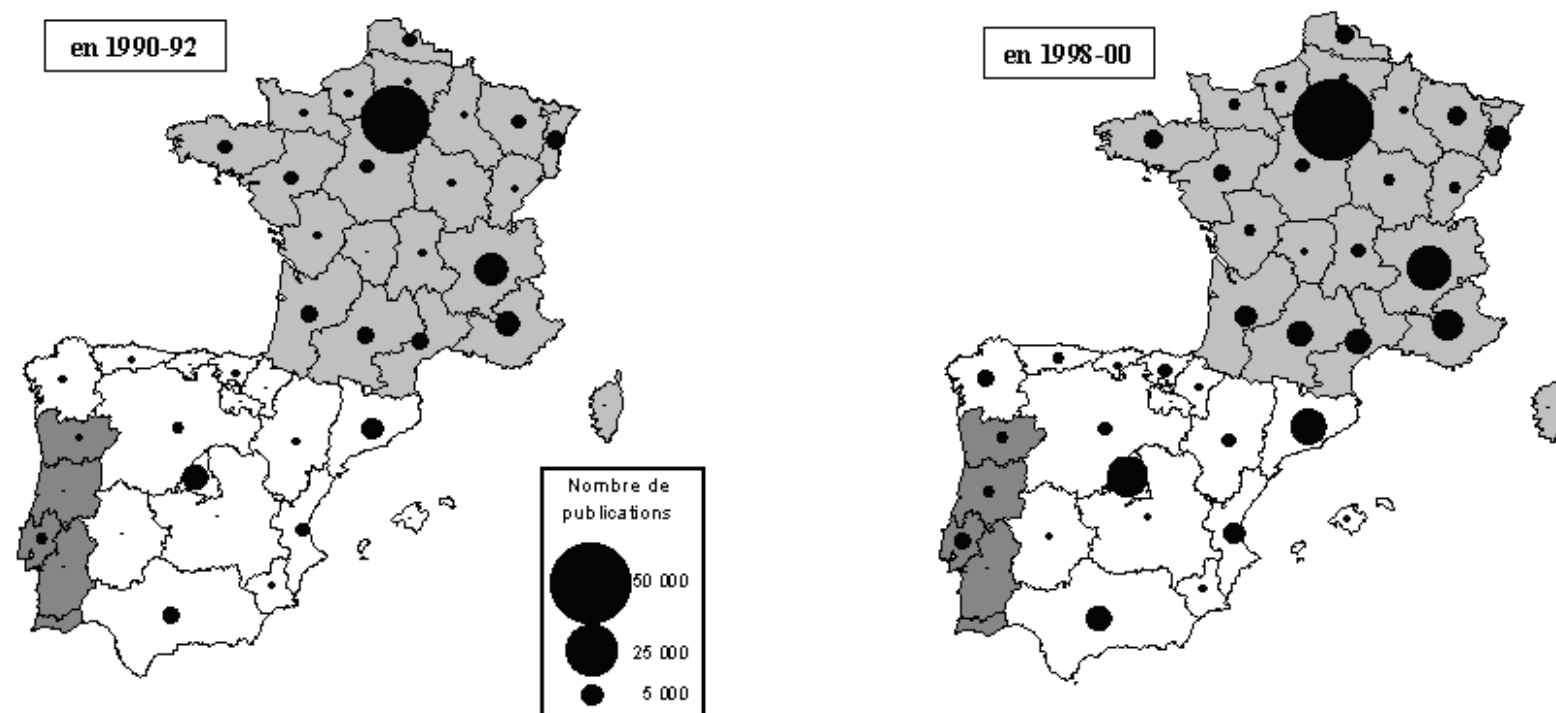 en 1990-92
en 1998-00
Nombre de
publications
50 000
25 000
5 000